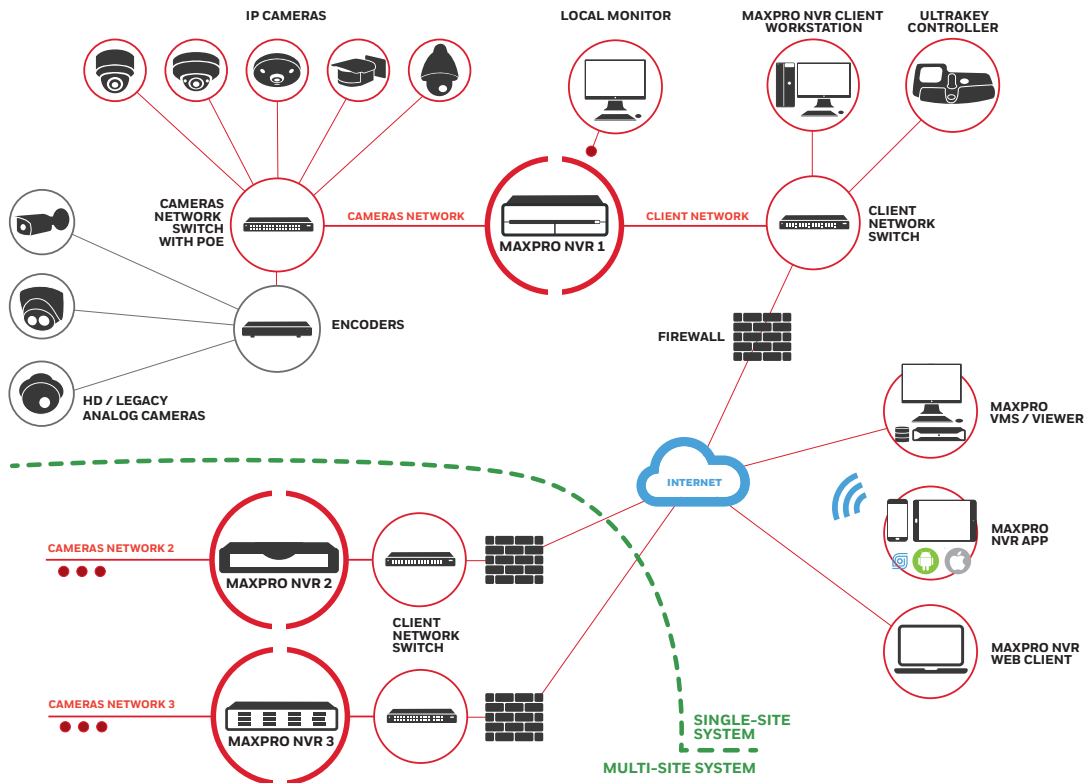 IP CAMERAS
LOCAL MONITOR
MAXPRO NVR CLIENT
WORKSTATION
ULTRAKEY
CONTROLLER
CAMERAS
NETWORK
SWITCH
WITH POE
CAMERAS NETWORK
MAXPRO NVR 1
CLIENT NETWORK
CLIENT
NETWORK
SWITCH
ENCODERS
FIREWALL
HD / LEGACY
ANALOG CAMERAS
MAXPRO
VMS / VIEWER
INTERNET
MAXPRO
NVR APP
CAMERAS NETWORK 2
MAXPRO NVR 2
CLIENT
NETWORK
SWITCH
MAXPRO NVR
WEB CLIENT
CAMERAS NETWORK 3
MAXPRO NVR 3
SINGLE-SITE
SYSTEM
MULTI-SITE SYSTEM